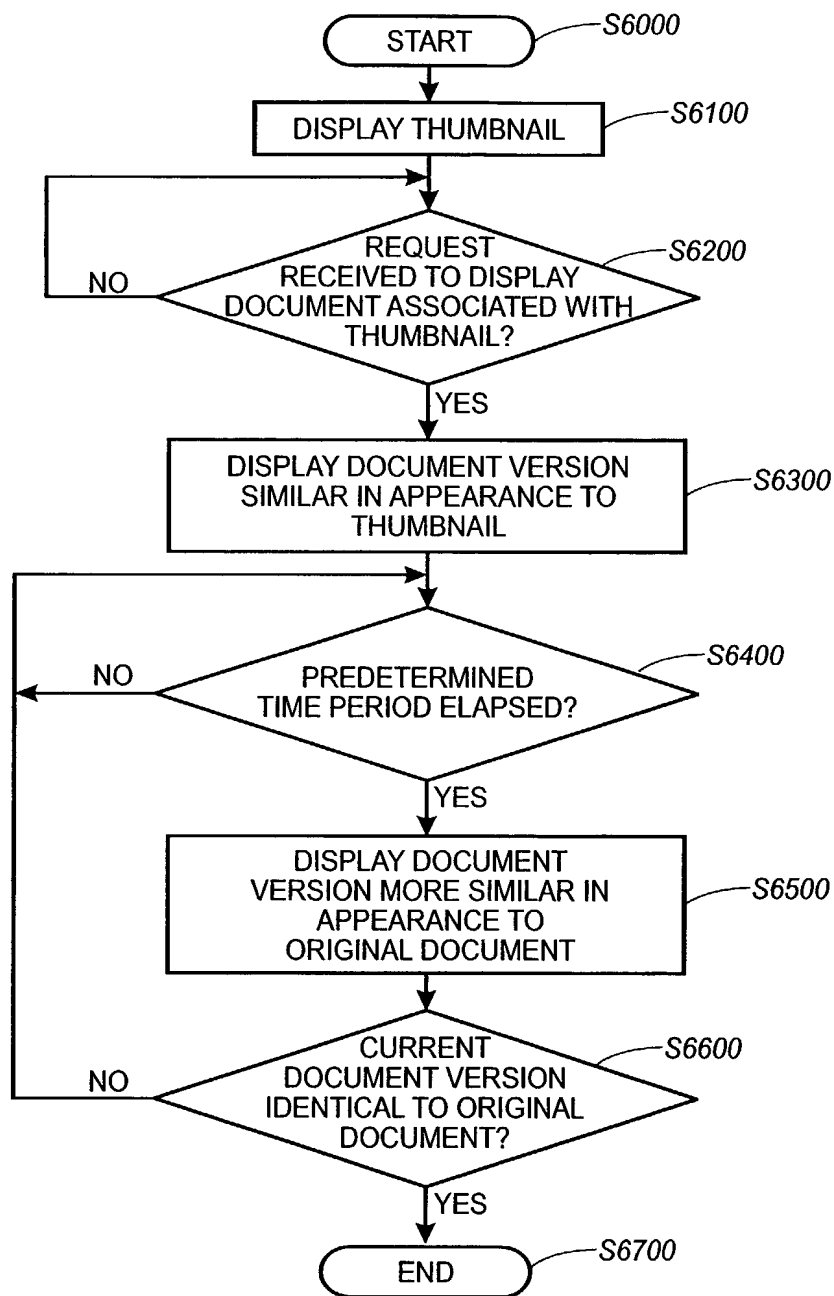 START
S6000
DISPLAY THUMBNAIL
S6100
REQUEST
RECEIVED TO DISPLAY
DOCUMENT ASSOCIATED WITH
THUMBNAIL?
S6200
NO
YES
DISPLAY DOCUMENT VERSION
SIMILAR IN APPEARANCE TO
THUMBNAIL
S6300
PREDETERMINED
TIME PERIOD ELAPSED?
S6400
NO
YES
DISPLAY DOCUMENT
VERSION MORE SIMILAR IN
APPEARANCE TO
ORIGINAL DOCUMENT
S6500
CURRENT
DOCUMENT VERSION
IDENTICAL TO ORIGINAL
DOCUMENT?
S6600
NO
YES
END
S6700